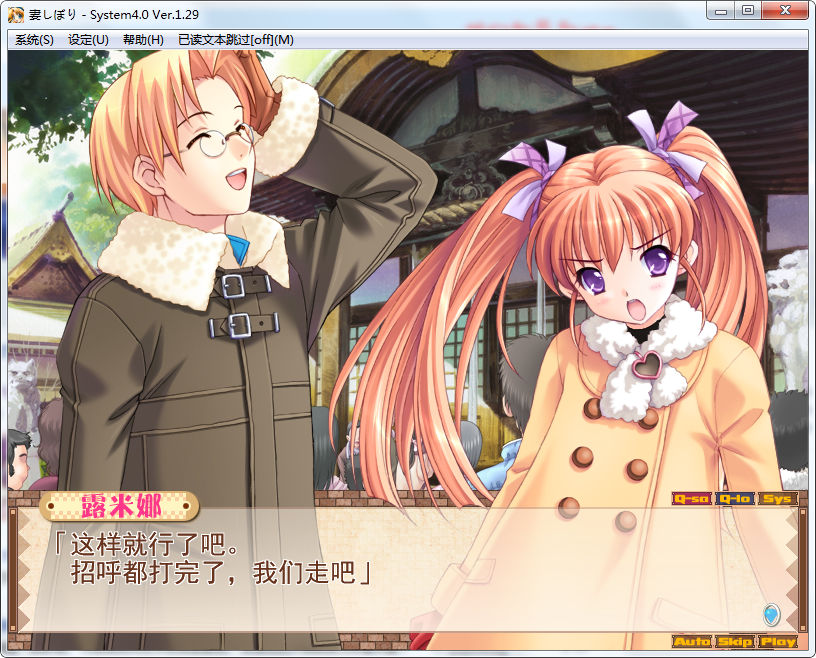 妻しぼり - System4.0 Ver.1.29
系统(S) 设定(U) 帮助(H) 已读文本跳过[off](M)
Q-sa Q-lo Sys
露米娜
「这样就行了吧。
招呼都打完了，我们走吧」
Auto Skip Play